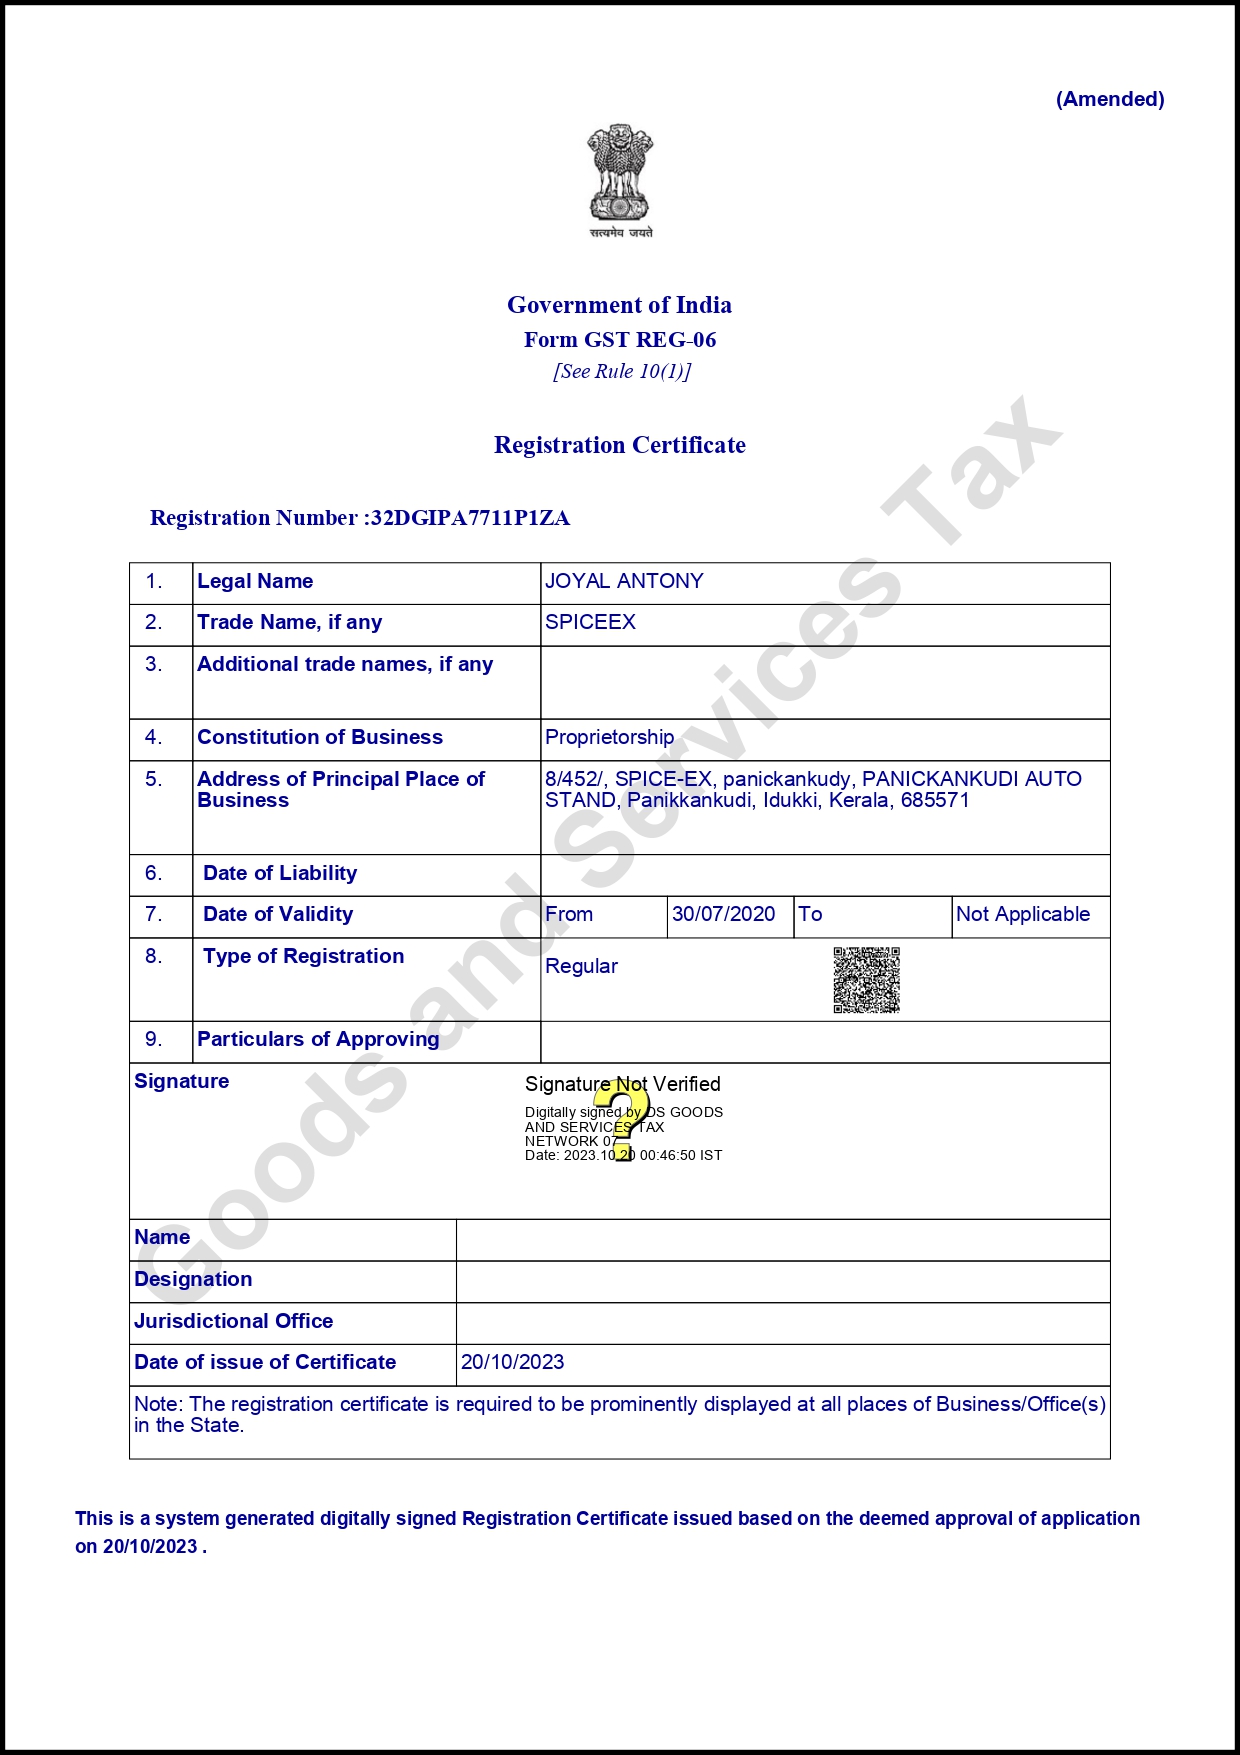 (Amended)
सत्यमेव जयते
Government of India
Form GST REG-06
[See Rule 10(1)]
Registration Certificate
Registration Number :32DGIPA7711P1ZA
1. Legal Name JOYAL ANTONY
2. Trade Name, if any SPICEEX
3. Additional trade names, if any
4. Constitution of Business Proprietorship
5. Address of Principal Place of Business 8/452/, SPICE-EX, panickankudy, PANICKANKUDI AUTO STAND, Panikkankudi, Idukki, Kerala, 685571
6. Date of Liability
7. Date of Validity From 30/07/2020 To Not Applicable
8. Type of Registration Regular
9. Particulars of Approving
Signature
Signature Not Verified
Digitally signed by DS GOODS
AND SERVICES TAX
NETWORK 07
Date: 2023.10.20 00:46:50 IST
Name
Designation
Jurisdictional Office
Date of issue of Certificate 20/10/2023
Note: The registration certificate is required to be prominently displayed at all places of Business/Office(s)
in the State.
This is a system generated digitally signed Registration Certificate issued based on the deemed approval of application
on 20/10/2023 .
Goods and Services Tax